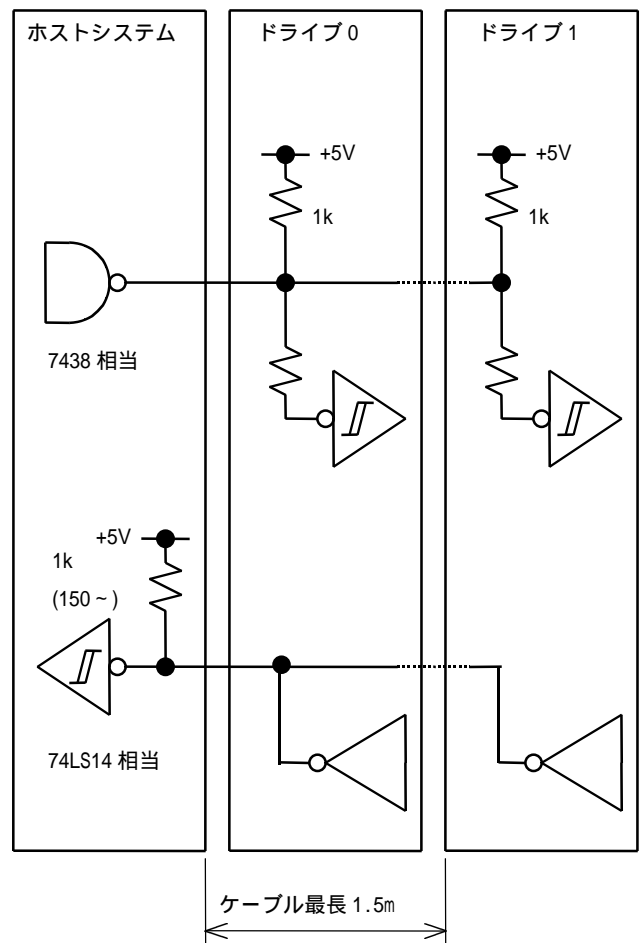 ホストシステム
ドライブ 0
ドライブ 1
+5V
+5V
1k
1k
7438 相当
+5V
1k
(150 ~ )
74LS14 相当
ケーブル最長 1.5m